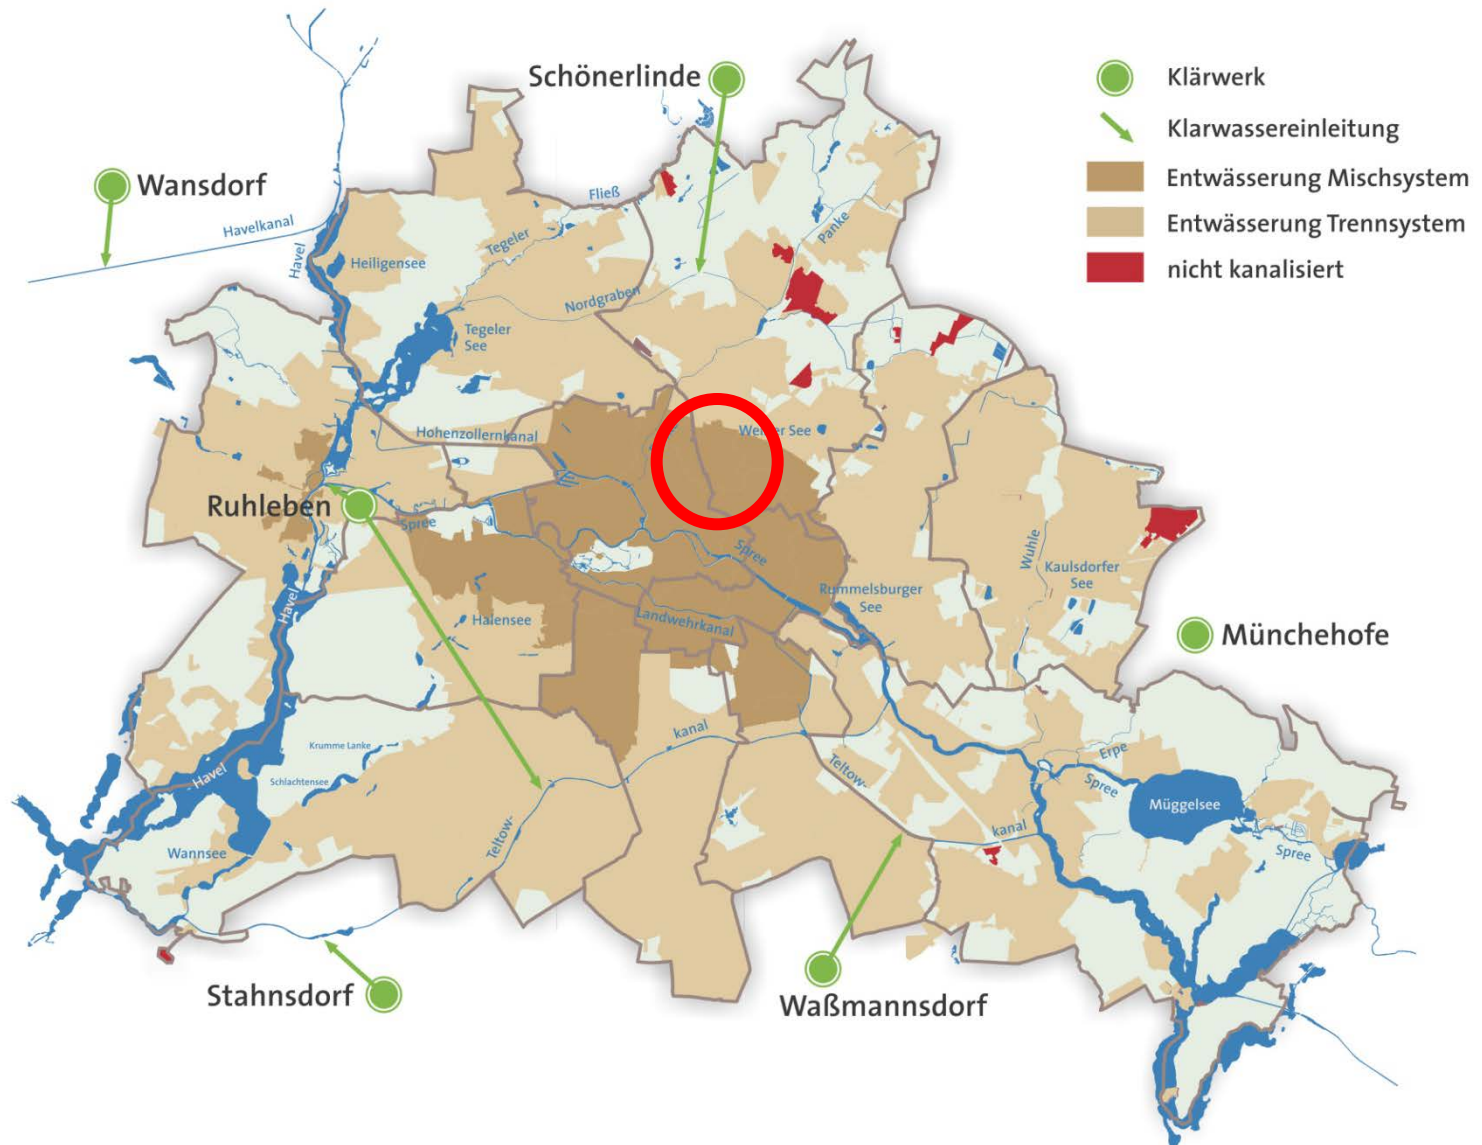 Schönerlinde
Klärwerk
Klarwassereinleitung
Entwässerung Mischsystem
Entwässerung Trennsystem
nicht kanalisiert
Wansdorf
Havelkanal
Havel
Heiligensee
Fließ
Tegeler
Panke
Nordgraben
Tegeler
See
Hohenzollernkanal
Weißer See
Ruhleben
Spree
Spree
Wuhle
Kaulsdorfer
See
Rummelsburger
See
Halensee
Landwehrkanal
Havel
Münchehofe
Krumme Lanke
Schlachtensee
Havel
kanal
Teltow-
Erpe
Spree
Müggelsee
Wannsee
Teltow-
kanal
Spree
Stahnsdorf
Waßmannsdorf